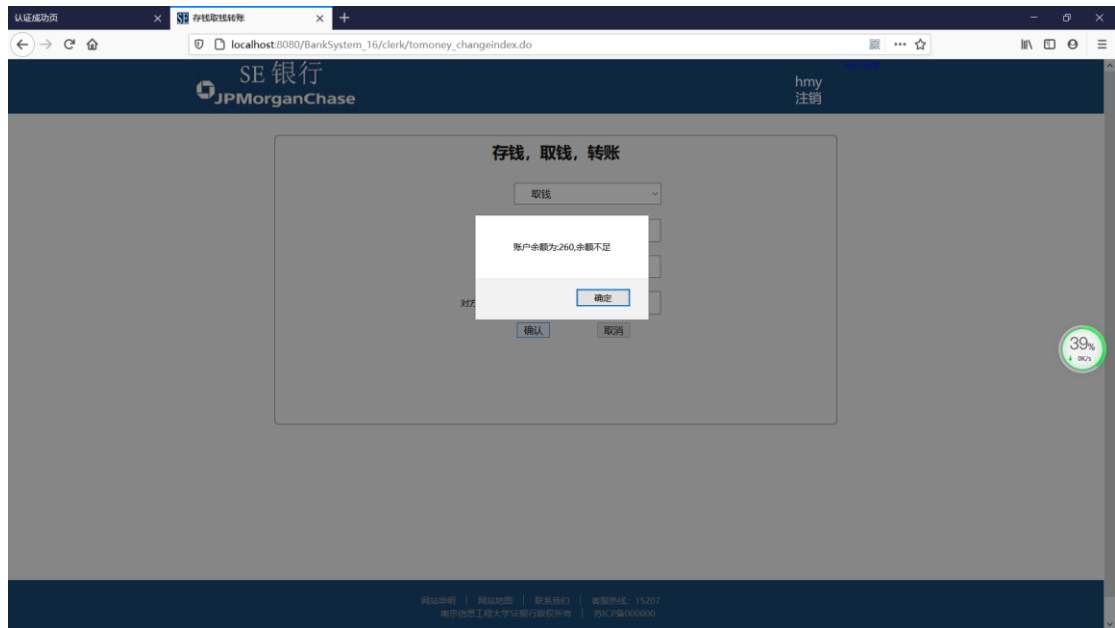 认证成功页
存钱取钱转账
localhost:8080/BankSystem_16/clerk/tomoney_changeindex.do
SE 银行
JPMorganChase
hmy
注销
存钱，取钱，转账
取钱
账户余额为:260,余额不足
确定
对方
确认
取消
39%
0K/s
网站申明 | 网站地图 | 联系我们 | 客服热线：15207
南京信息工程大学SE银行版权所有 | 苏ICP备000000